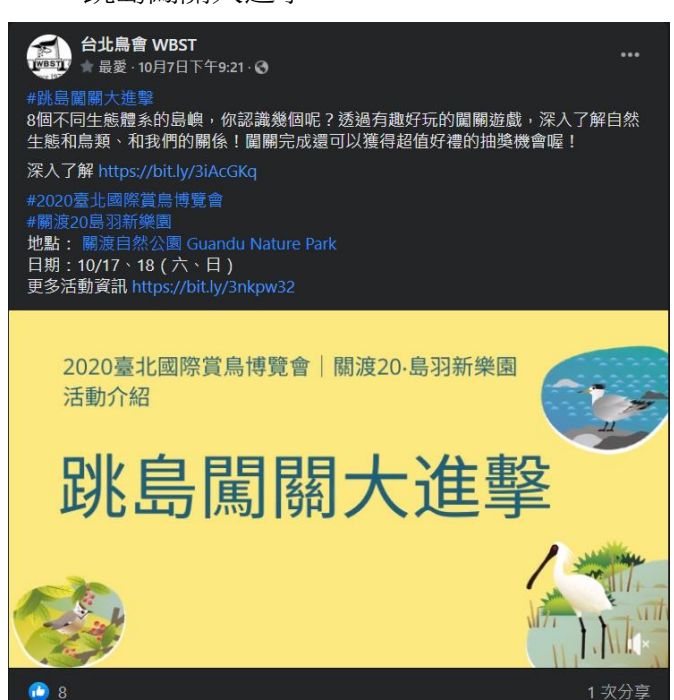 台北鳥會 WBST
最愛 · 10月7日下午9:21
#跳島闖關大進擊
8個不同生態體系的島嶼，你認識幾個呢？透過有趣好玩的闖關遊戲，深入了解自然
生態和鳥類、和我們的關係！闖關完成還可以獲得超值好禮的抽獎機會喔！
深入了解 https://bit.ly/3iAcGKq
#2020臺北國際賞鳥博覽會
#關渡20島羽新樂園
地點： 關渡自然公園 Guandu Nature Park
日期：10/17、18（六、日）
更多活動資訊 https://bit.ly/3nkpw32
2020臺北國際賞鳥博覽會｜關渡20·島羽新樂園
活動介紹
跳島闖關大進擊
8
1 次分享